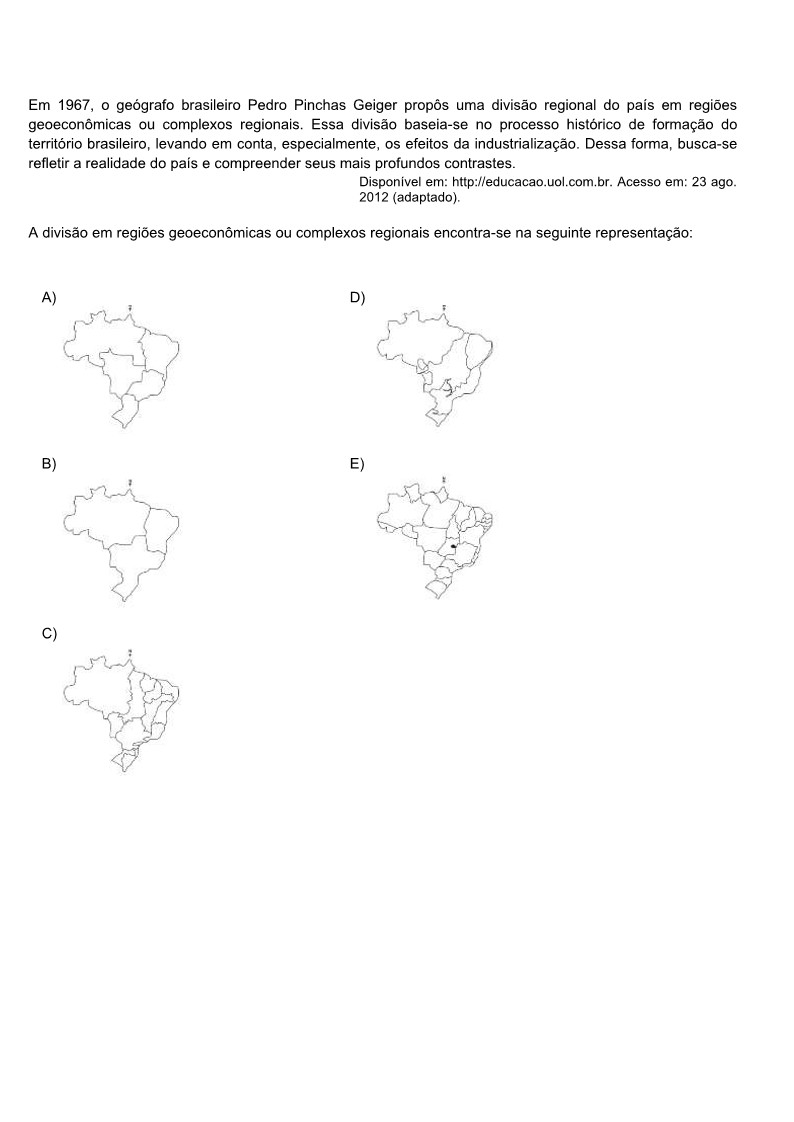 Em 1967, o geógrafo brasileiro Pedro Pinchas Geiger propôs uma divisão regional do país em regiões
geoeconômicas ou complexos regionais. Essa divisão baseia-se no processo histórico de formação do
território brasileiro, levando em conta, especialmente, os efeitos da industrialização. Dessa forma, busca-se
refletir a realidade do país e compreender seus mais profundos contrastes.
Disponível em: http://educacao.uol.com.br. Acesso em: 23 ago.
2012 (adaptado).
A divisão em regiões geoeconômicas ou complexos regionais encontra-se na seguinte representação:
A)
B)
C)
D)
E)